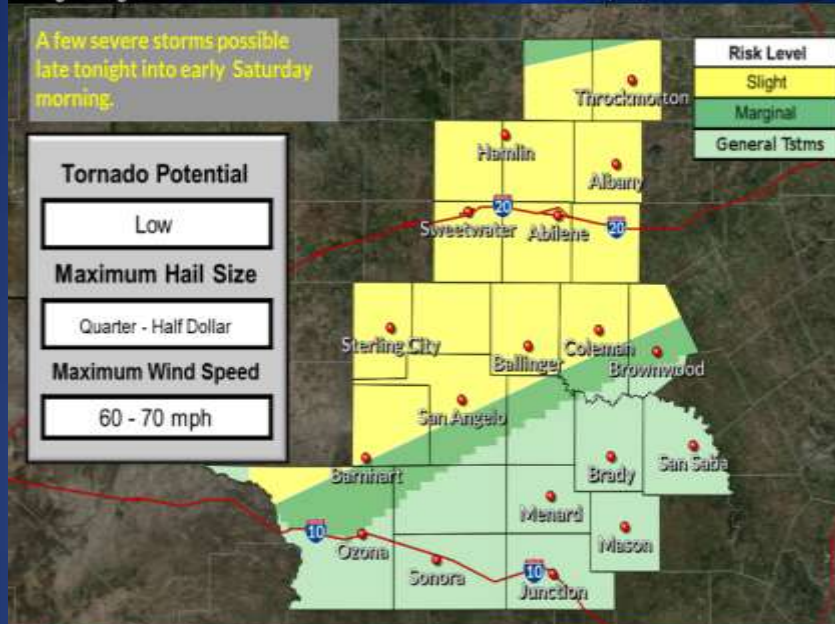 A few severe storms possible
late tonight into early Saturday
morning.
Risk Level
Slight
Marginal
General Tstms
Tornado Potential
Low
Maximum Hail Size
Quarter - Half Dollar
Maximum Wind Speed
60 - 70 mph
Throckmorton
Hamlin
Albany
20
Sweetwater
Abilene
20
Sterling City
Ballinger
Coleman
Brownwood
San Angelo
Barnhart
Brady
San Saba
Menard
10
Ozona
Mason
Sonora
10
Junction